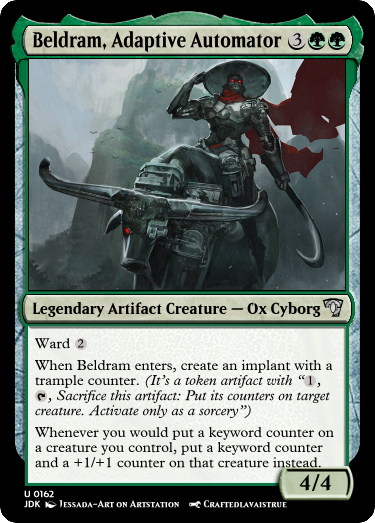 Beldram, Adaptive Automator 3
Legendary Artifact Creature — Ox Cyborg
Ward 2
When Beldram enters, create an implant with a
trample counter. (It's a token artifact with “1,
, Sacrifice this artifact: Put its counters on target
creature. Activate only as a sorcery”)
Whenever you would put a keyword counter on
a creature you control, put a keyword counter
and a +1/+1 counter on that creature instead.
4/4
U 0162
JDK Jessada-Art on Artstation Craftedlavaistrue